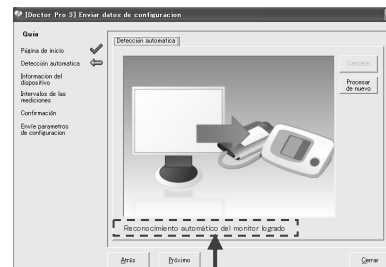 [Doctor Pro 3] Enviar datos de configuracion
Guia
Página de inicio
Detección automatica
Informacion del
dispositivo
Intervalos de las
mediciones
Confirmación
Envíe parametros
de configuracion
Detección automatica
Cancelar
Procesar
de nuevo
Reconocimiento automático del monitor logrado
Atrás
Próximo
Cerrar